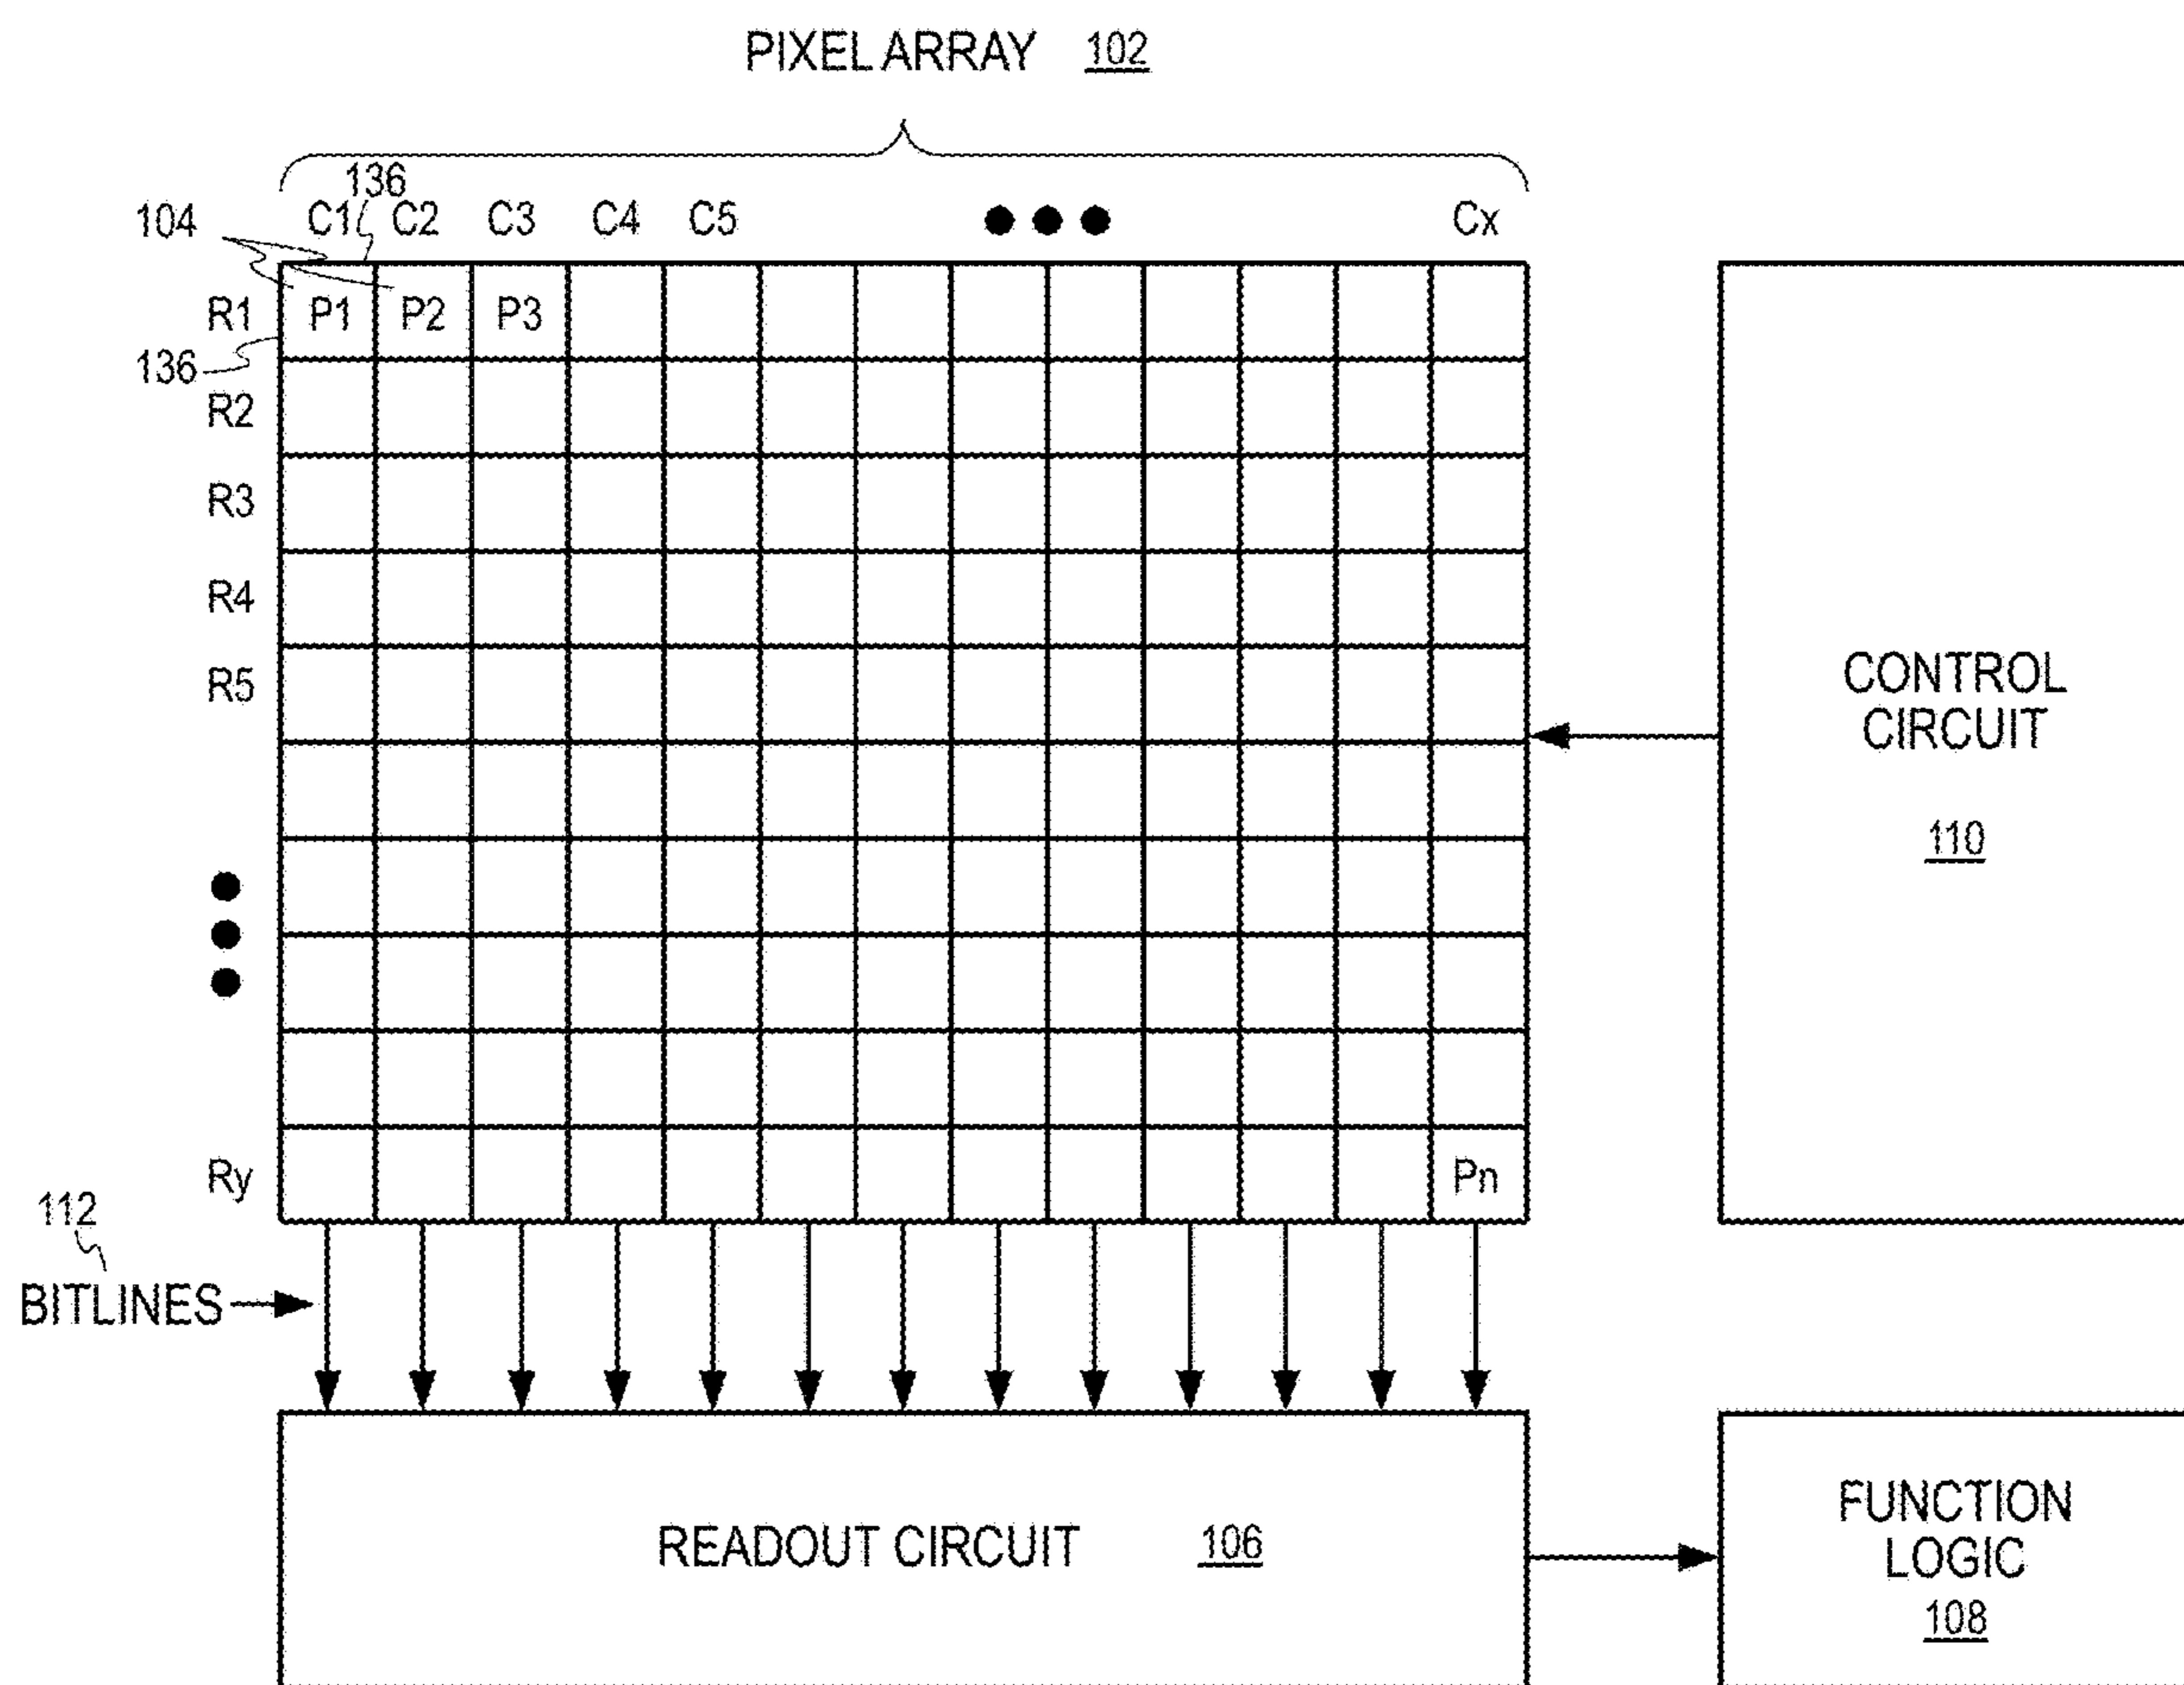 PIXEL ARRAY 102
136
104 C1 C2 C3 C4 C5 Cx
R1 P1 P2 P3
136
R2
R3
R4
R5
CONTROL
CIRCUIT
110
Ry Pn
112
BITLINES
READOUT CIRCUIT 106
FUNCTION
LOGIC
108